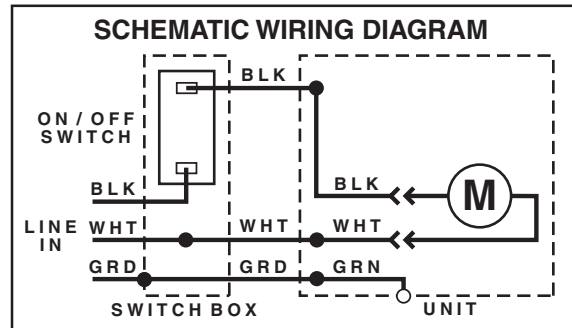 SCHEMATIC WIRING DIAGRAM
BLK
ON / OFF
SWITCH
BLK
BLK
M
LINE
IN
WHT
WHT
WHT
GRD
GRD
GRN
SWITCH BOX
UNIT